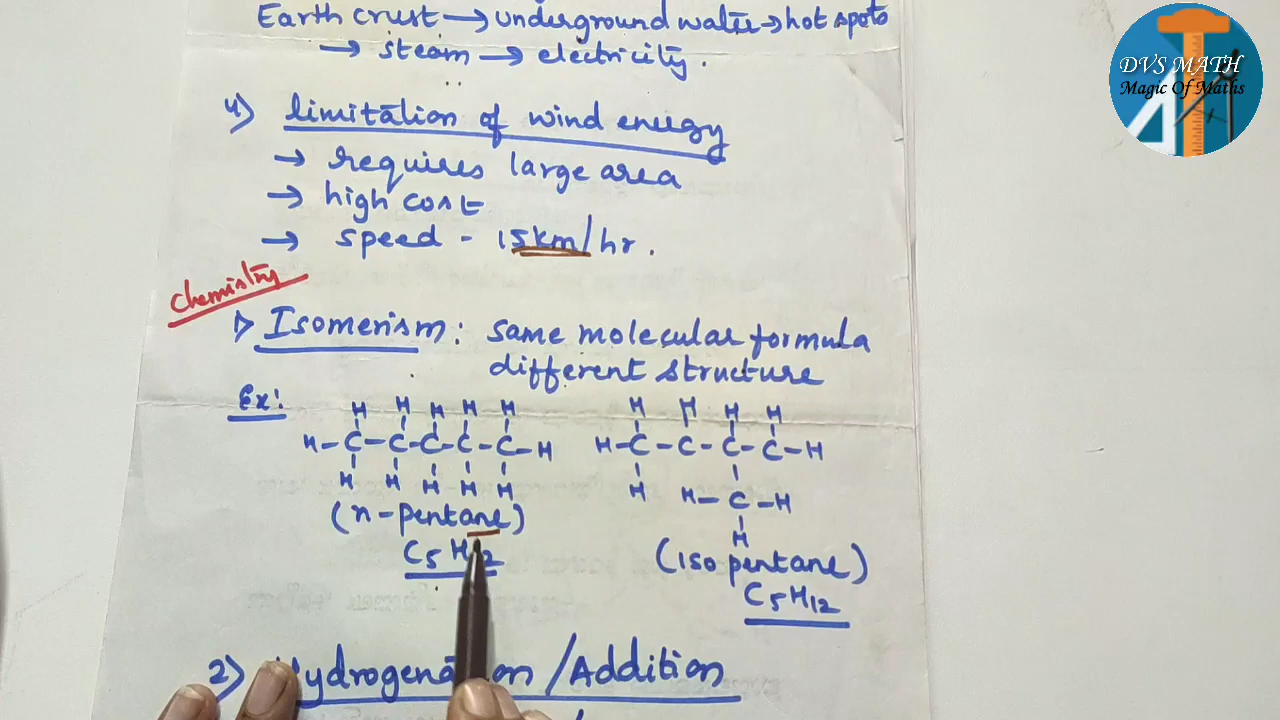 Earth crust → underground water → hot spots
→ steam → electricity.
4) limitation of wind energy
→ requires large area
→ high cost
→ speed - 15km/hr.
Chemistry
1) Isomerism: same molecular formula
different structure
Ex:
H H H H H
H-C-C-C-C-C-H
H H H H H
(n-pentane)
C5H12
H H H H
H-C-C-C-C-H
H
H-C-H
H
(Iso pentane)
C5H12
2) Hydrogenation/Addition
DVS MATH
Magic Of Maths